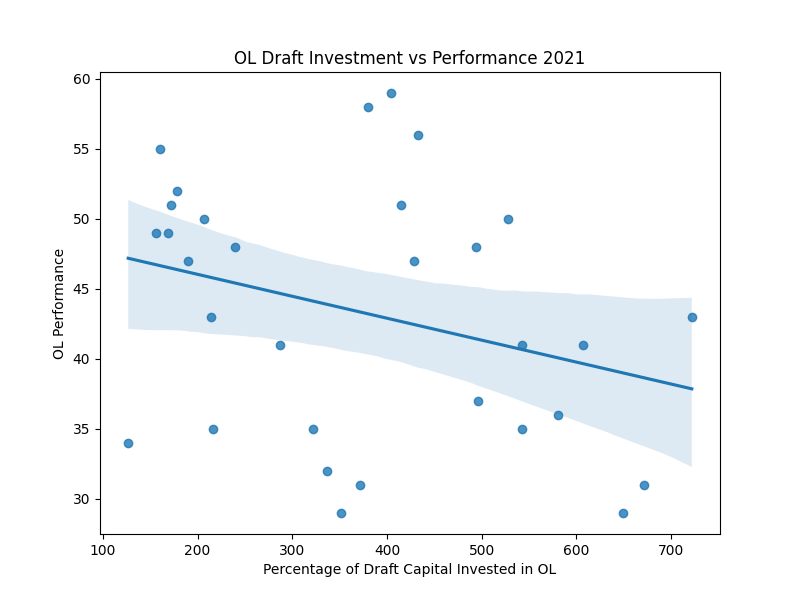 OL Draft Investment vs Performance 2021
60
55
50
45
40
35
30
OL Performance
100 200 300 400 500 600 700
Percentage of Draft Capital Invested in OL